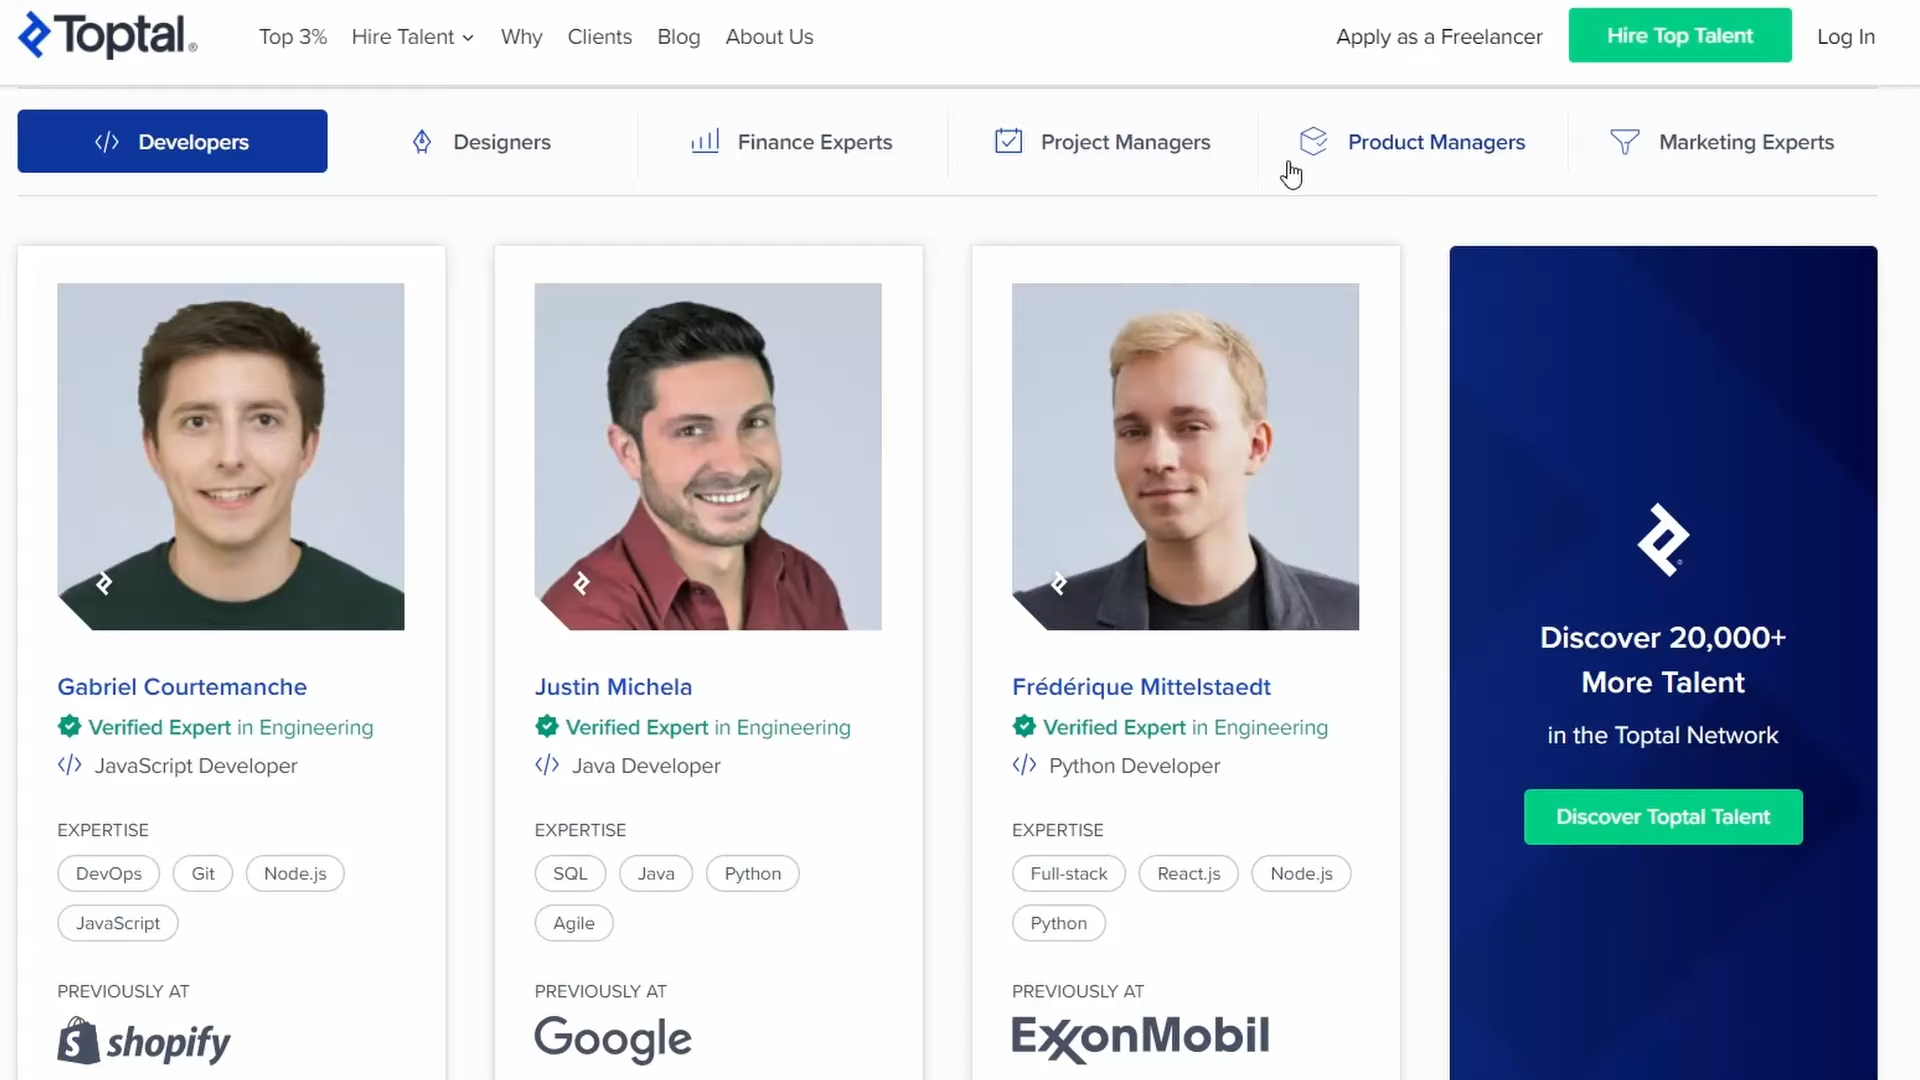 Toptal®
Top 3% Hire Talent Why Clients Blog About Us Apply as a Freelancer Hire Top Talent Log In
Developers Designers Finance Experts Project Managers Product Managers Marketing Experts
Gabriel Courtemanche
Verified Expert in Engineering
JavaScript Developer
EXPERTISE
DevOps Git Node.js
JavaScript
PREVIOUSLY AT
shopify
Justin Michela
Verified Expert in Engineering
Java Developer
EXPERTISE
SQL Java Python
Agile
PREVIOUSLY AT
Google
Frédérique Mittelstaedt
Verified Expert in Engineering
Python Developer
EXPERTISE
Full-stack React.js Node.js
Python
PREVIOUSLY AT
ExxonMobil
Discover 20,000+
More Talent
in the Toptal Network
Discover Toptal Talent